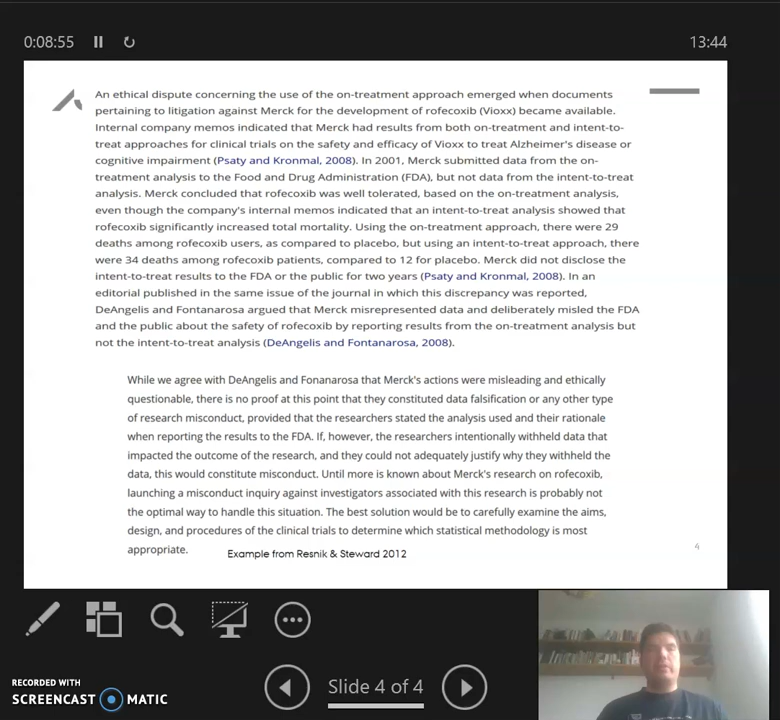 0:08:55
13:44
An ethical dispute concerning the use of the on-treatment approach emerged when documents
pertaining to litigation against Merck for the development of rofecoxib (Vioxx) became available.
Internal company memos indicated that Merck had results from both on-treatment and intent-to-
treat approaches for clinical trials on the safety and efficacy of Vioxx to treat Alzheimer's disease or
cognitive impairment (Psaty and Kronmal, 2008). In 2001, Merck submitted data from the on-
treatment analysis to the Food and Drug Administration (FDA), but not data from the intent-to-treat
analysis. Merck concluded that rofecoxib was well tolerated, based on the on-treatment analysis,
even though the company's internal memos indicated that an intent-to-treat analysis showed that
rofecoxib significantly increased total mortality. Using the on-treatment approach, there were 29
deaths among rofecoxib users, as compared to placebo, but using an intent-to-treat approach, there
were 34 deaths among rofecoxib patients, compared to 12 for placebo. Merck did not disclose the
intent-to-treat results to the FDA or the public for two years (Psaty and Kronmal, 2008). In an
editorial published in the same issue of the journal in which this discrepancy was reported,
DeAngelis and Fontanarosa argued that Merck misrepresented data and deliberately misled the FDA
and the public about the safety of rofecoxib by reporting results from the on-treatment analysis but
not the intent-to-treat analysis (DeAngelis and Fontanarosa, 2008).
While we agree with DeAngelis and Fonanarosa that Merck's actions were misleading and ethically
questionable, there is no proof at this point that they constituted data falsification or any other type
of research misconduct, provided that the researchers stated the analysis used and their rationale
when reporting the results to the FDA. If, however, the researchers intentionally withheld data that
impacted the outcome of the research, and they could not adequately justify why they withheld the
data, this would constitute misconduct. Until more is known about Merck's research on rofecoxib,
launching a misconduct inquiry against investigators associated with this research is probably not
the optimal way to handle this situation. The best solution would be to carefully examine the aims,
design, and procedures of the clinical trials to determine which statistical methodology is most
appropriate.
Example from Resnik & Steward 2012
4
Slide 4 of 4
RECORDED WITH
SCREENCAST MATIC